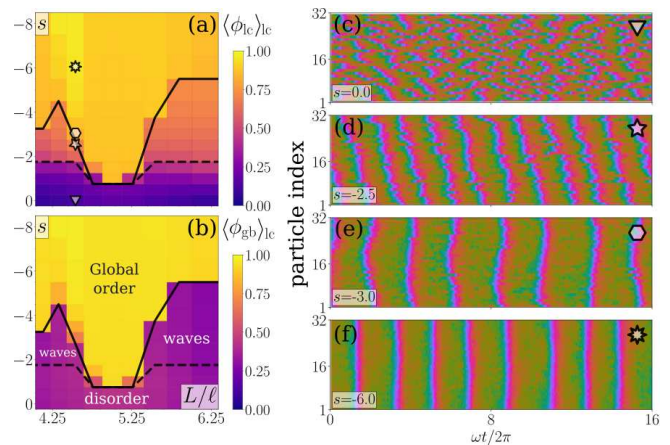 (a)
s
⟨ϕlc⟩lc
−8
−6
−4
−2
0
1.00
0.75
0.50
0.25
0.00
(b)
s
⟨ϕgb⟩lc
−8
−6
−4
−2
0
Global
order
waves
waves
disorder
L/ℓ
4.25
5.25
6.25
1.00
0.75
0.50
0.25
0.00
particle index
(c)
32
16
1
s=0.0
(d)
32
16
1
s=-2.5
(e)
32
16
1
s=-3.0
(f)
32
16
1
s=-6.0
0
8
16
ωt/2π